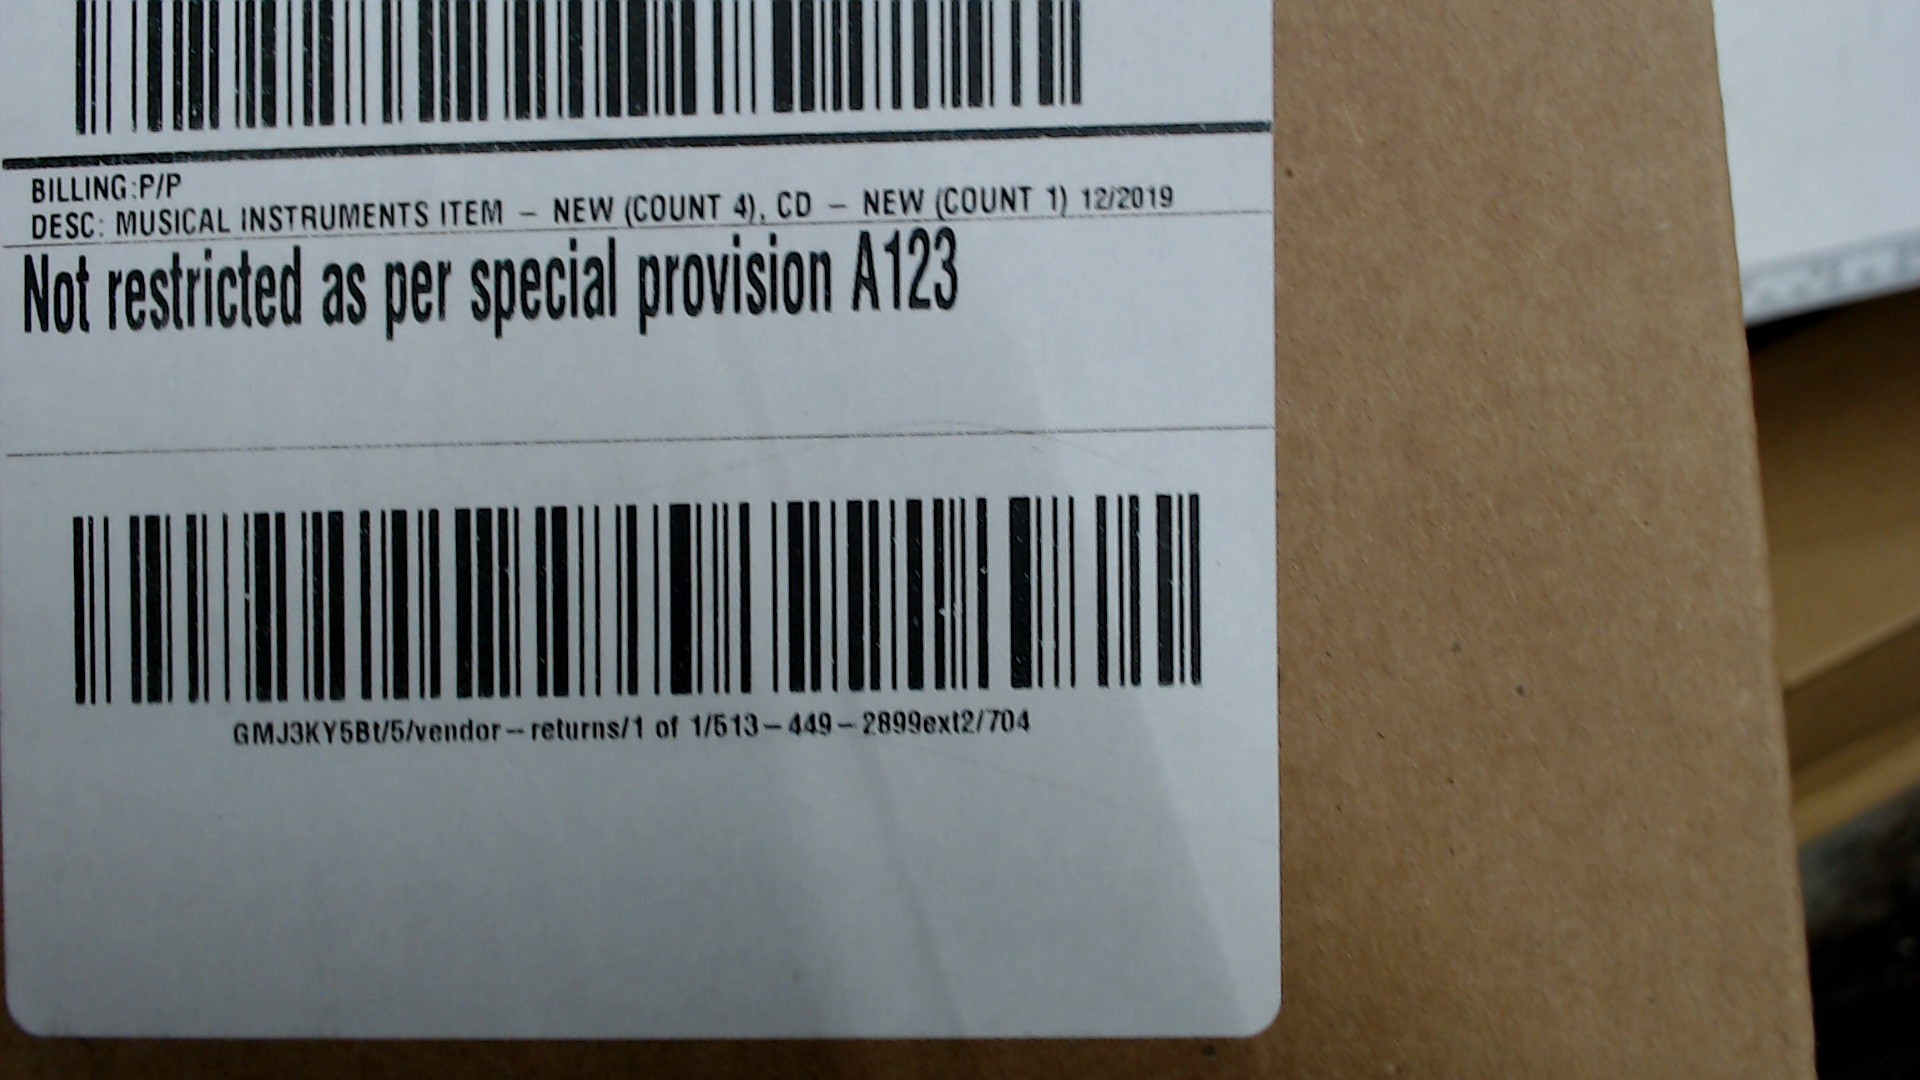 BILLING:P/P
DESC: MUSICAL INSTRUMENTS ITEM – NEW (COUNT 4), CD – NEW (COUNT 1) 12/2019
Not restricted as per special provision A123
GMJ3KY5Bt/5/vendor–returns/1 of 1/513–449–2899ext2/704